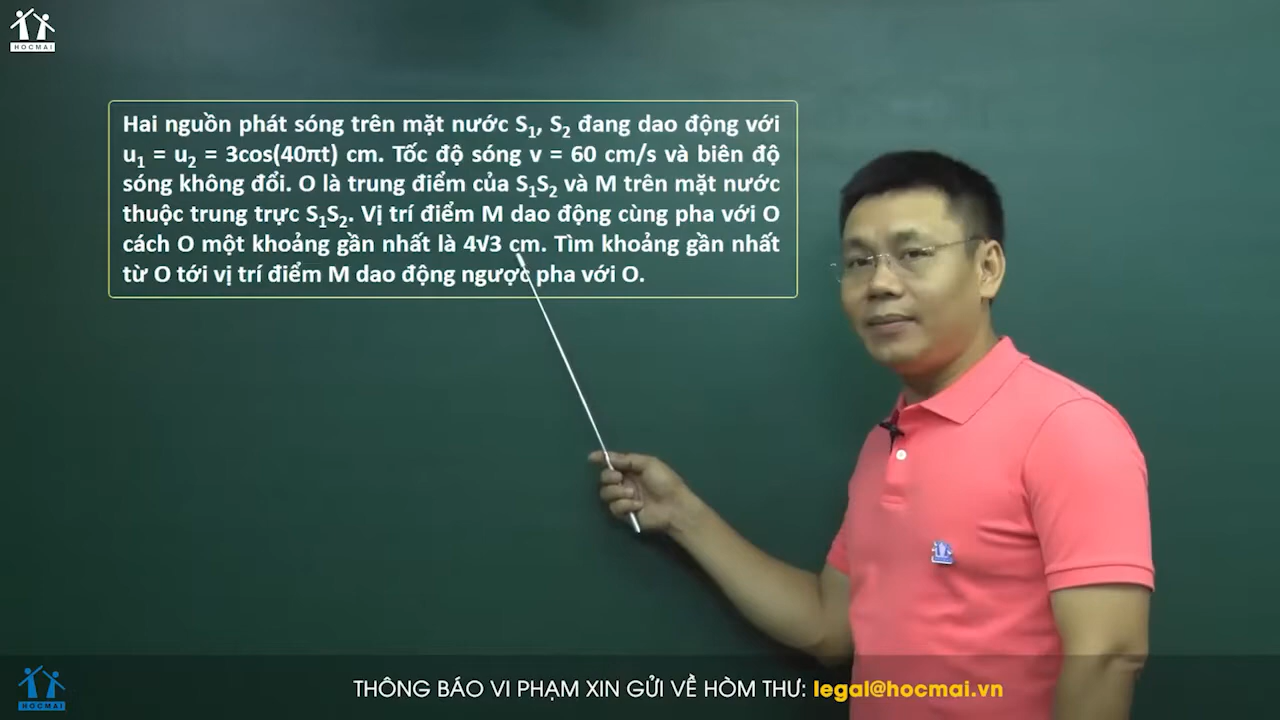 HOCMAI
Hai nguồn phát sóng trên mặt nước S₁, S₂ đang dao động với
u₁ = u₂ = 3cos(40πt) cm. Tốc độ sóng v = 60 cm/s và biên độ
sóng không đổi. O là trung điểm của S₁S₂ và M trên mặt nước
thuộc trung trực S₁S₂. Vị trí điểm M dao động cùng pha với O
cách O một khoảng gần nhất là 4√3 cm. Tìm khoảng gần nhất
từ O tới vị trí điểm M dao động ngược pha với O.
HOCMAI
THÔNG BÁO VI PHẠM XIN GỬI VỀ HÒM THƯ: legal@hocmai.vn